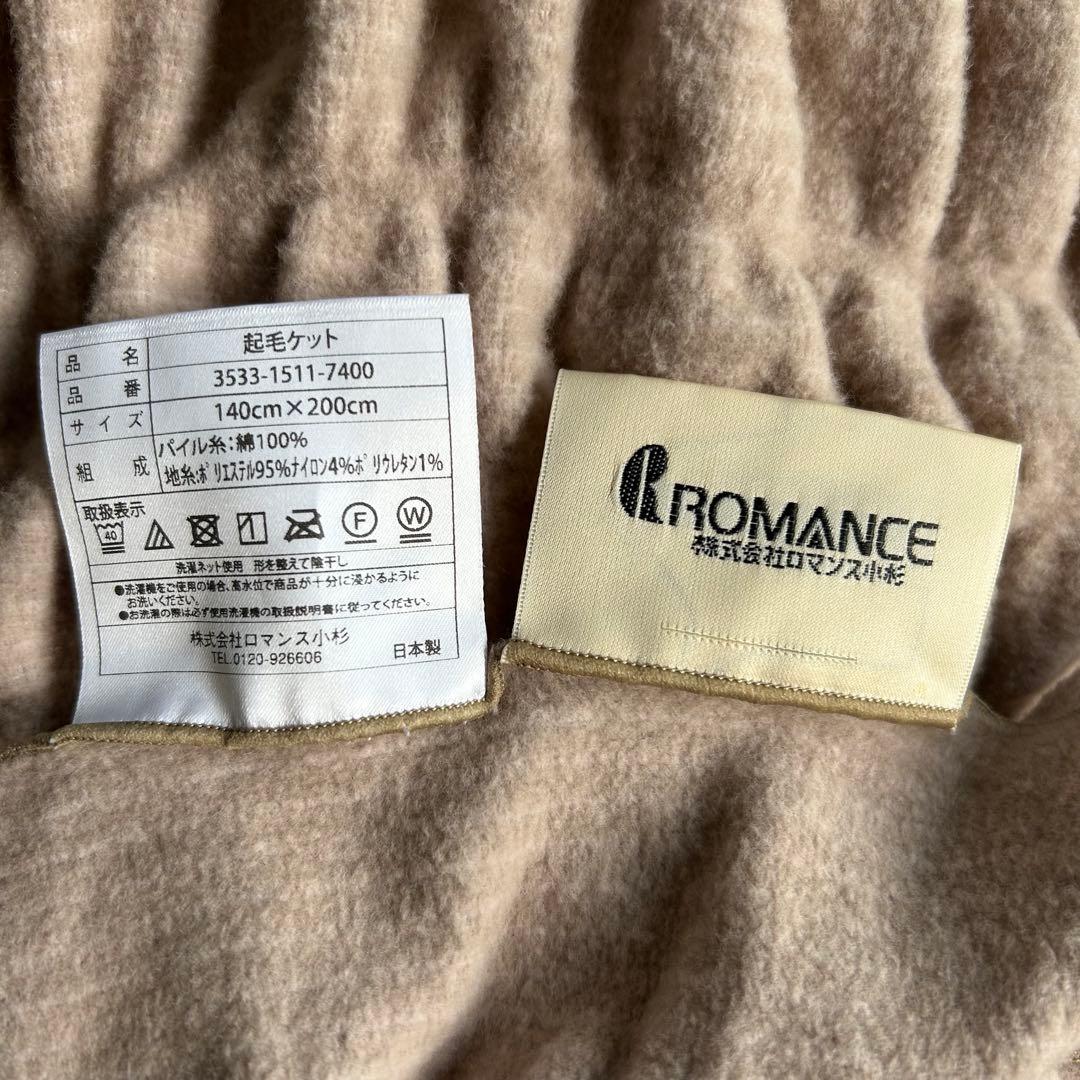 品名 起毛ケット
品番 3533-1511-7400
サイズ 140cm×200cm
組成 パイル糸：綿100%
地糸：ポリエステル95%ナイロン4%ポリウレタン1%
取扱表示
40 F W
洗濯ネット使用 形を整えて陰干し
●洗濯機をご使用の場合、高水位で商品が十分に浸かるように
お洗いください。
●お洗濯の際は必ず使用洗濯機の取扱説明書に従ってください。
株式会社ロマンス小杉
TEL.0120-926606 日本製
ROMANCE
株式会社ロマンス小杉